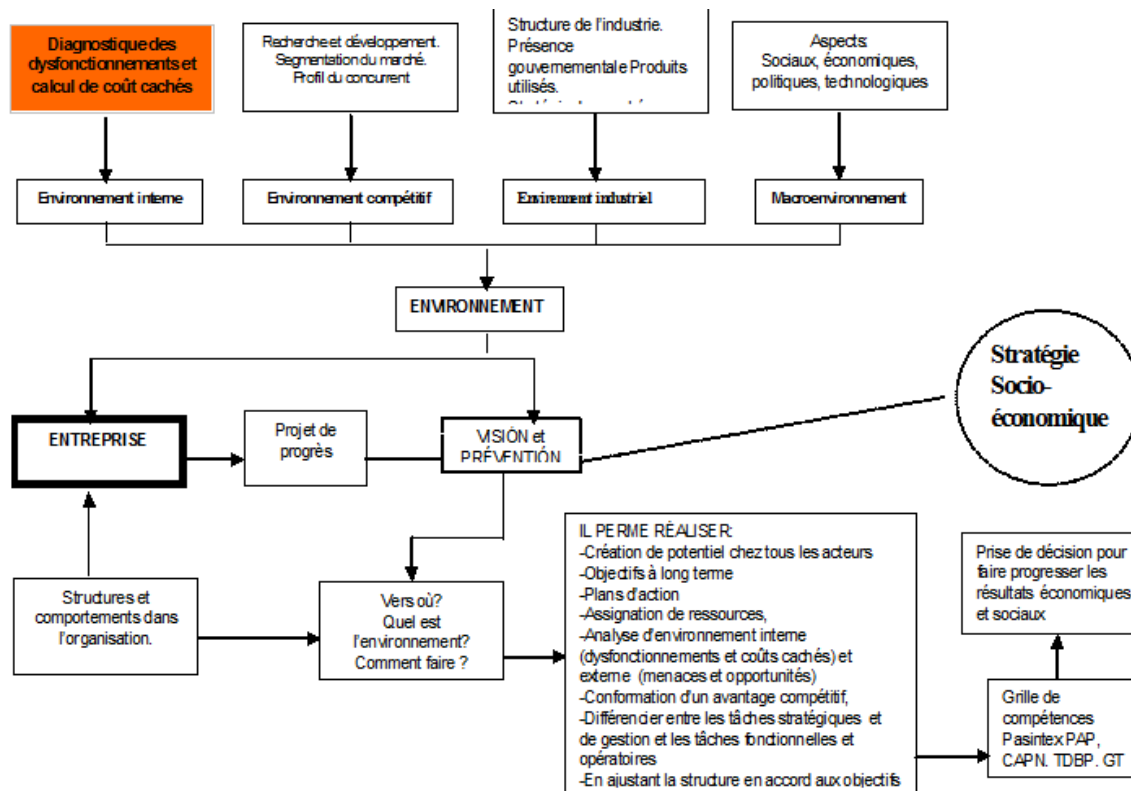 Diagnostique des
dysfonctionnements et
calcul de coût cachés
Recherche et développement.
Segmentation du marché.
Profil du concurrent
Structure de l'industrie.
Présence
gouvernementale Produits
utilisés.
Aspects:
Sociaux, économiques,
politiques, technologiques
Environnement interne
Environnement compétitif
Environment industriel
Macroenvironnement
ENVIRONNEMENT
Stratégie
Socio-
économique
ENTREPRISE
Projet de
progrès
VISIÓN et
PRÉVENTIÓN
Structures et
comportements dans
l'organisation.
Vers où?
Quel est
l'environnement?
Comment faire ?
IL PERME RÉALISER:
-Création de potentiel chez tous les acteurs
-Objectifs à long terme
-Plans d'action
-Assignation de ressources,
-Analyse d'environnement interne
(dysfonctionnements et coûts cachés) et
externe (menaces et opportunités)
-Conformation d'un avantage compétitif,
-Différencier entre les tâches stratégiques et
de gestion et les tâches fonctionnelles et
opératoires
-En ajustant la structure en accord aux objectifs
Prise de décision pour
faire progresser les
résultats économiques
et sociaux
Grille de
compétences
Pasintex PAP,
CAPN. TDBP. GT